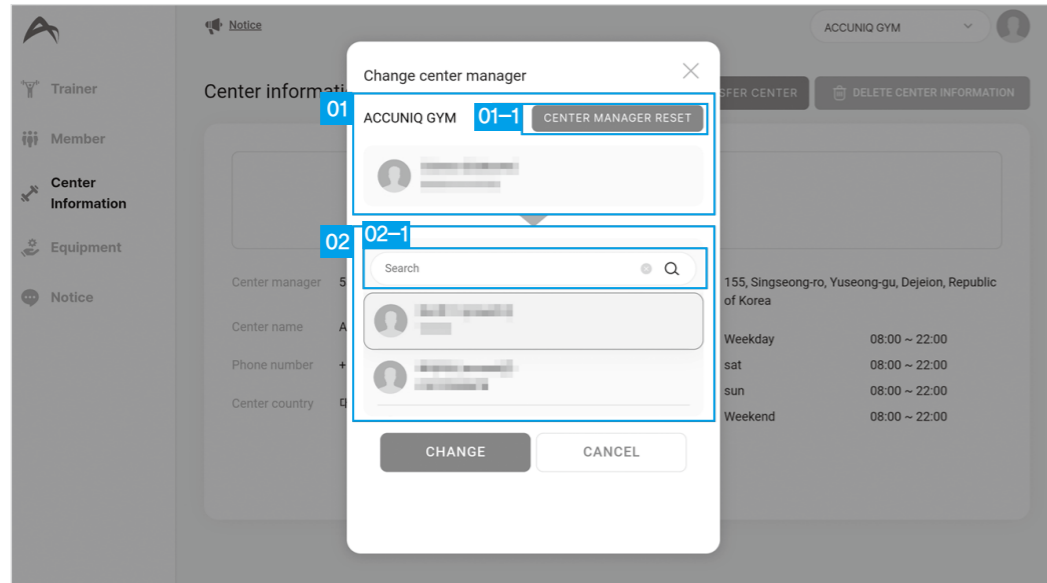 Notice
ACCUNIQ GYM
Trainer
Member
Center
Information
Equipment
Notice
Center informati
SFER CENTER
DELETE CENTER INFORMATION
Change center manager
01
ACCUNIQ GYM
01-1
CENTER MANAGER RESET
02
02-1
Search
CHANGE
CANCEL
Center manager 5
Center name A
Phone number +
Center country
155, Singseong-ro, Yuseong-gu, Dejeion, Republic
of Korea
Weekday 08:00 ~ 22:00
sat 08:00 ~ 22:00
sun 08:00 ~ 22:00
Weekend 08:00 ~ 22:00